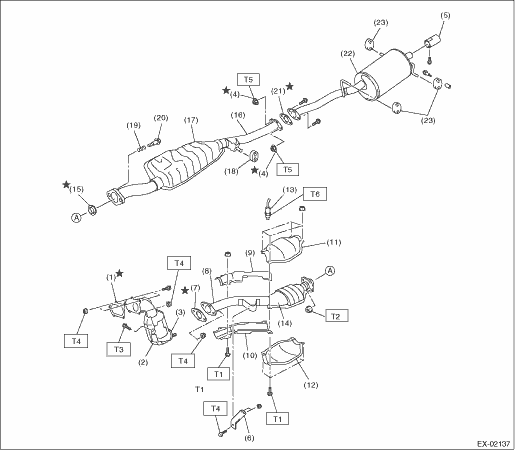 (23)
(5)
(22)
T5
★
(4)
(21)
★
(16)
(20)
(19)
(17)
(23)
(18)
★
(4)
T5
★
(15)
A
(13)
T6
(11)
(9)
A
T4
(1)
★
★
(7)
(8)
(3)
(14)
T2
T4
T3
(2)
T4
(10)
T1
(12)
T1
T4
(6)
T1
EX-02137